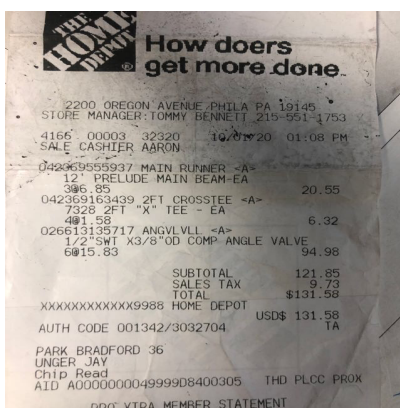 THE
HOME
DEPOT
®
How doers
get more done™
2200 OREGON AVENUE PHILA PA 19145
STORE MANAGER:TOMMY BENNETT 215-551-1753
4166 00003 32320 10/01/20 01:08 PM
SALE CASHIER AARON
042369555937 MAIN RUNNER <A>
12' PRELUDE MAIN BEAM-EA
3@6.85 20.55
042369163439 2FT CROSSTEE <A>
7328 2FT "X" TEE - EA
4@1.58 6.32
026613135717 ANGVLVLL <A>
1/2"SWT X3/8"OD COMP ANGLE VALVE
6@15.83 94.98
SUBTOTAL 121.85
SALES TAX 9.73
TOTAL $131.58
XXXXXXXXXXXX9988 HOME DEPOT
USD$ 131.58
AUTH CODE 001342/3032704 TA
PARK BRADFORD 36
UNGER JAY
Chip Read
AID A0000000049999D8400305 THD PLCC PROX
PRO XTRA MEMBER STATEMENT